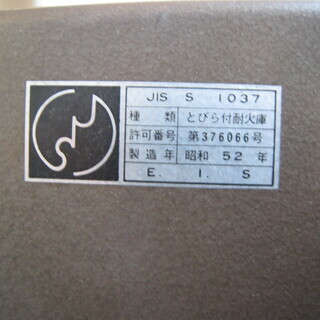 JIS S 1037
種類 とびら付耐火庫
許可番号 第376066号
製造年 昭和 52 年
E. I. S